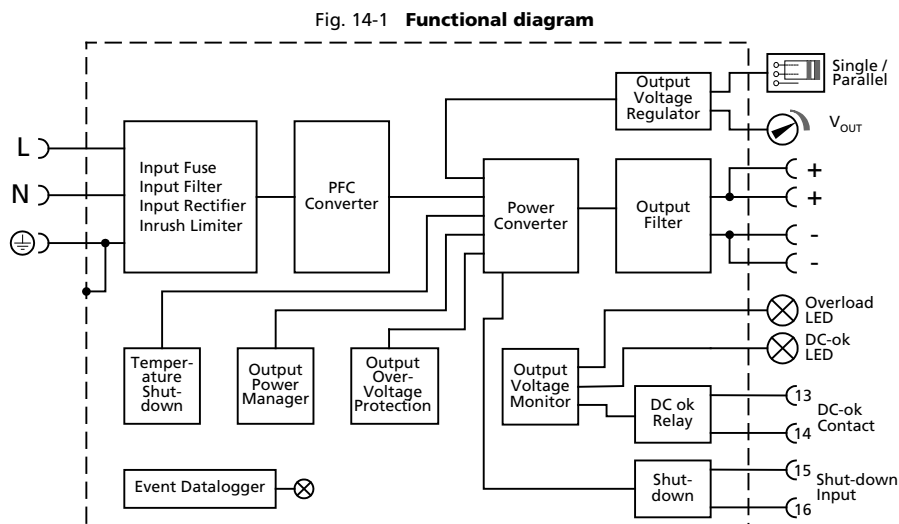 Fig. 14-1 Functional diagram
Single /
Parallel
Output
Voltage
Regulator
V_OUT
L
N
Input Fuse
Input Filter
Input Rectifier
Inrush Limiter
PFC
Converter
Power
Converter
Output
Filter
+
+
-
-
Overload
LED
DC-ok
LED
Temper-
ature
Shut-
down
Output
Power
Manager
Output
Over-
Voltage
Protection
Output
Voltage
Monitor
DC ok
Relay
13
14
DC-ok
Contact
Event Datalogger
Shut-
down
15
16
Shut-down
Input